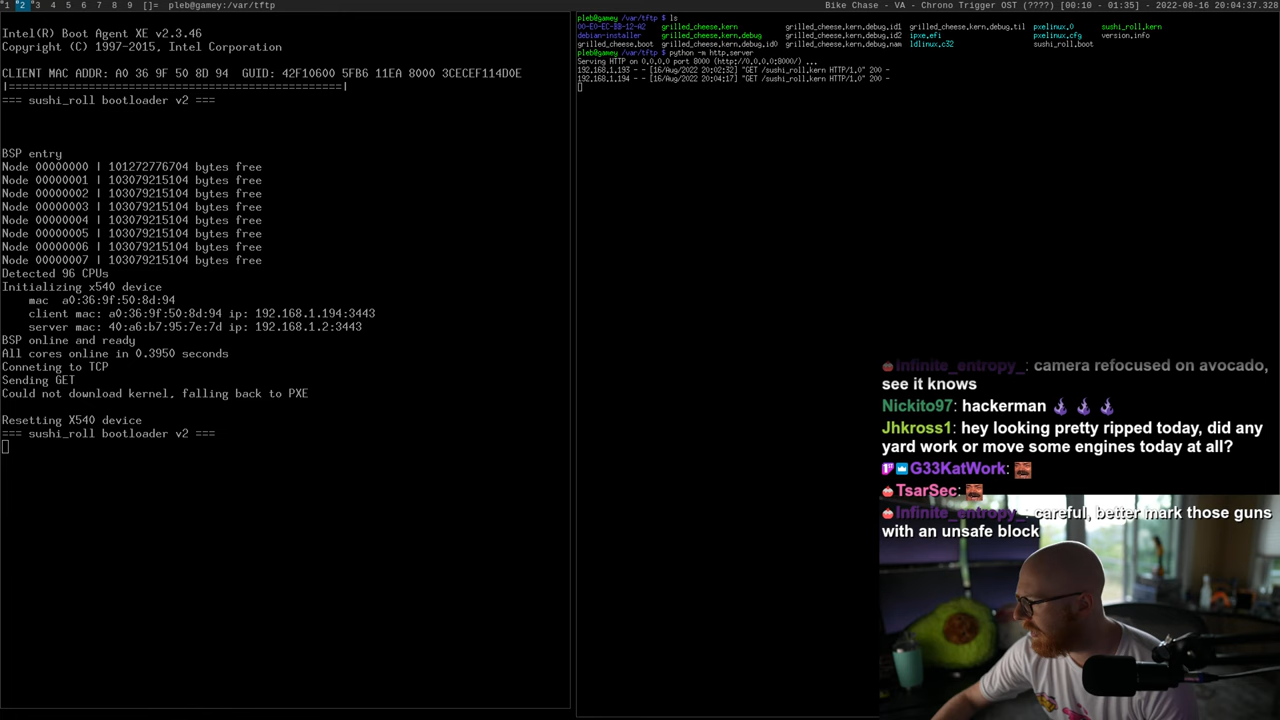 1 2 3 4 5 6 7 8 9 []= pleb@gamey:/var/tftp
Bike Chase - VA - Chrono Trigger OST (????) [00:10 - 01:35] - 2022-08-16 20:04:37.328
Intel(R) Boot Agent XE v2.3.46
Copyright (C) 1997-2015, Intel Corporation
CLIENT MAC ADDR: A0 36 9F 50 8D 94 GUID: 42F10600 5FB6 11EA 8000 3CECEF114D0E
|===================================================|
=== sushi_roll bootloader v2 ===
BSP entry
Node 00000000 | 101272776704 bytes free
Node 00000001 | 103079215104 bytes free
Node 00000002 | 103079215104 bytes free
Node 00000003 | 103079215104 bytes free
Node 00000004 | 103079215104 bytes free
Node 00000005 | 103079215104 bytes free
Node 00000006 | 103079215104 bytes free
Node 00000007 | 103079215104 bytes free
Detected 96 CPUs
Initializing x540 device
mac a0:36:9f:50:8d:94
client mac: a0:36:9f:50:8d:94 ip: 192.168.1.194:3443
server mac: 40:a6:b7:95:7e:7d ip: 192.168.1.2:3443
BSP online and ready
All cores online in 0.3950 seconds
Conneting to TCP
Sending GET
Could not download kernel, falling back to PXE
Resetting X540 device
=== sushi_roll bootloader v2 ===
pleb@gamey /var/tftp $ ls
00-E0-EC-BB-12-A2 grilled_cheese.kern grilled_cheese.kern.debug.id1 grilled_cheese.kern.debug.til pxelinux.0 sushi_roll.kern
debian-installer grilled_cheese.kern.debug grilled_cheese.kern.debug.id2 ipxe.efi pxelinux.cfg version.info
grilled_cheese.boot grilled_cheese.kern.debug.id0 grilled_cheese.kern.debug.nam ldlinux.c32 sushi_roll.boot
pleb@gamey /var/tftp $ python -m http.server
Serving HTTP on 0.0.0.0 port 8000 (http://0.0.0.0:8000/) ...
192.168.1.193 - - [16/Aug/2022 20:02:32] "GET /sushi_roll.kern HTTP/1.0" 200 -
192.168.1.194 - - [16/Aug/2022 20:04:17] "GET /sushi_roll.kern HTTP/1.0" 200 -
infinite_entropy_: camera refocused on avocado,
see it knows
Nickito97: hackerman
Jhkross1: hey looking pretty ripped today, did any
yard work or move some engines today at all?
G33KatWork:
TsarSec:
infinite_entropy_: careful, better mark those guns
with an unsafe block